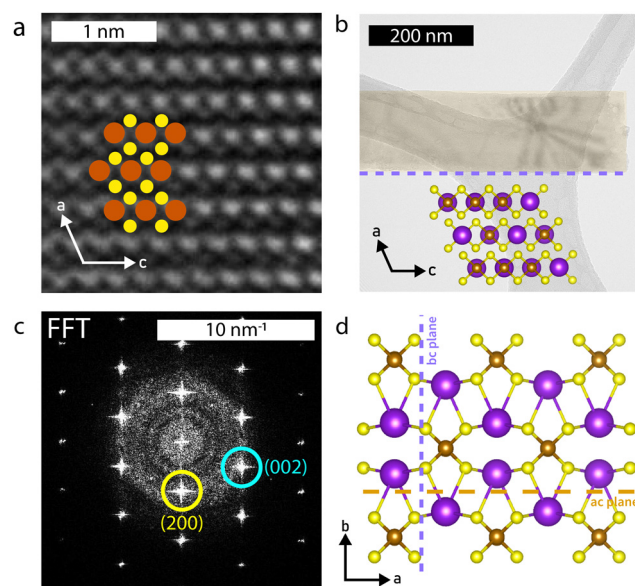 a
1 nm
a
c
b
200 nm
a
c
c
FFT
10 nm⁻¹
(002)
(200)
d
bc plane
ac plane
b
a